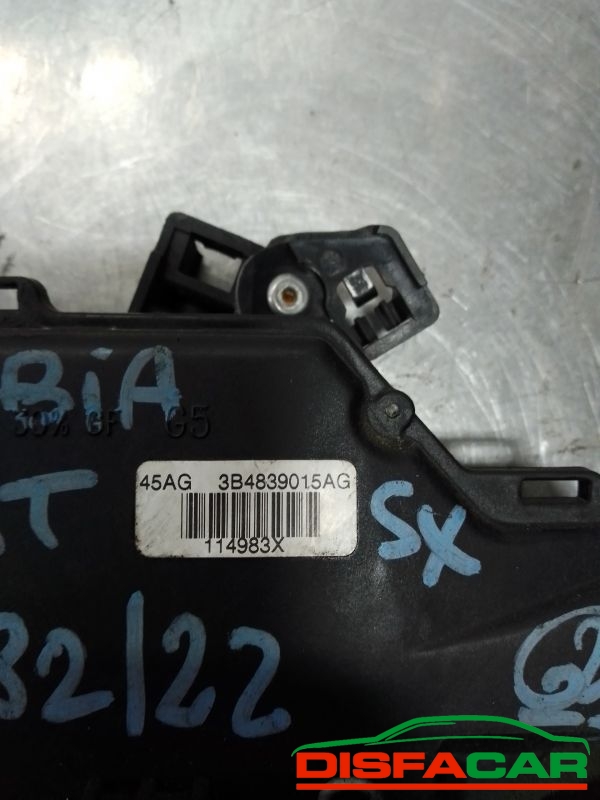 BiA
30% GF G5
45AG 3B4839015AG
114983X
SX
32/22
DISFACAR